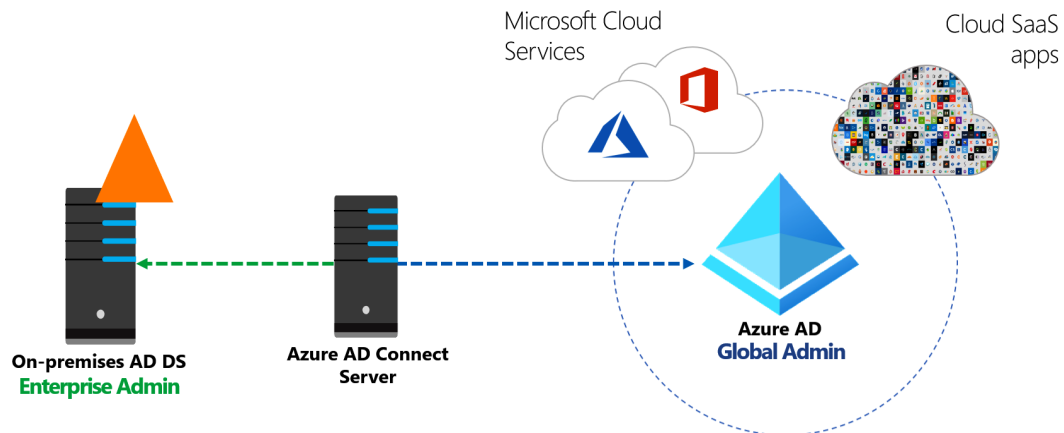 Microsoft Cloud
Services
Cloud SaaS
apps
On-premises AD DS
Enterprise Admin
Azure AD Connect
Server
Azure AD
Global Admin